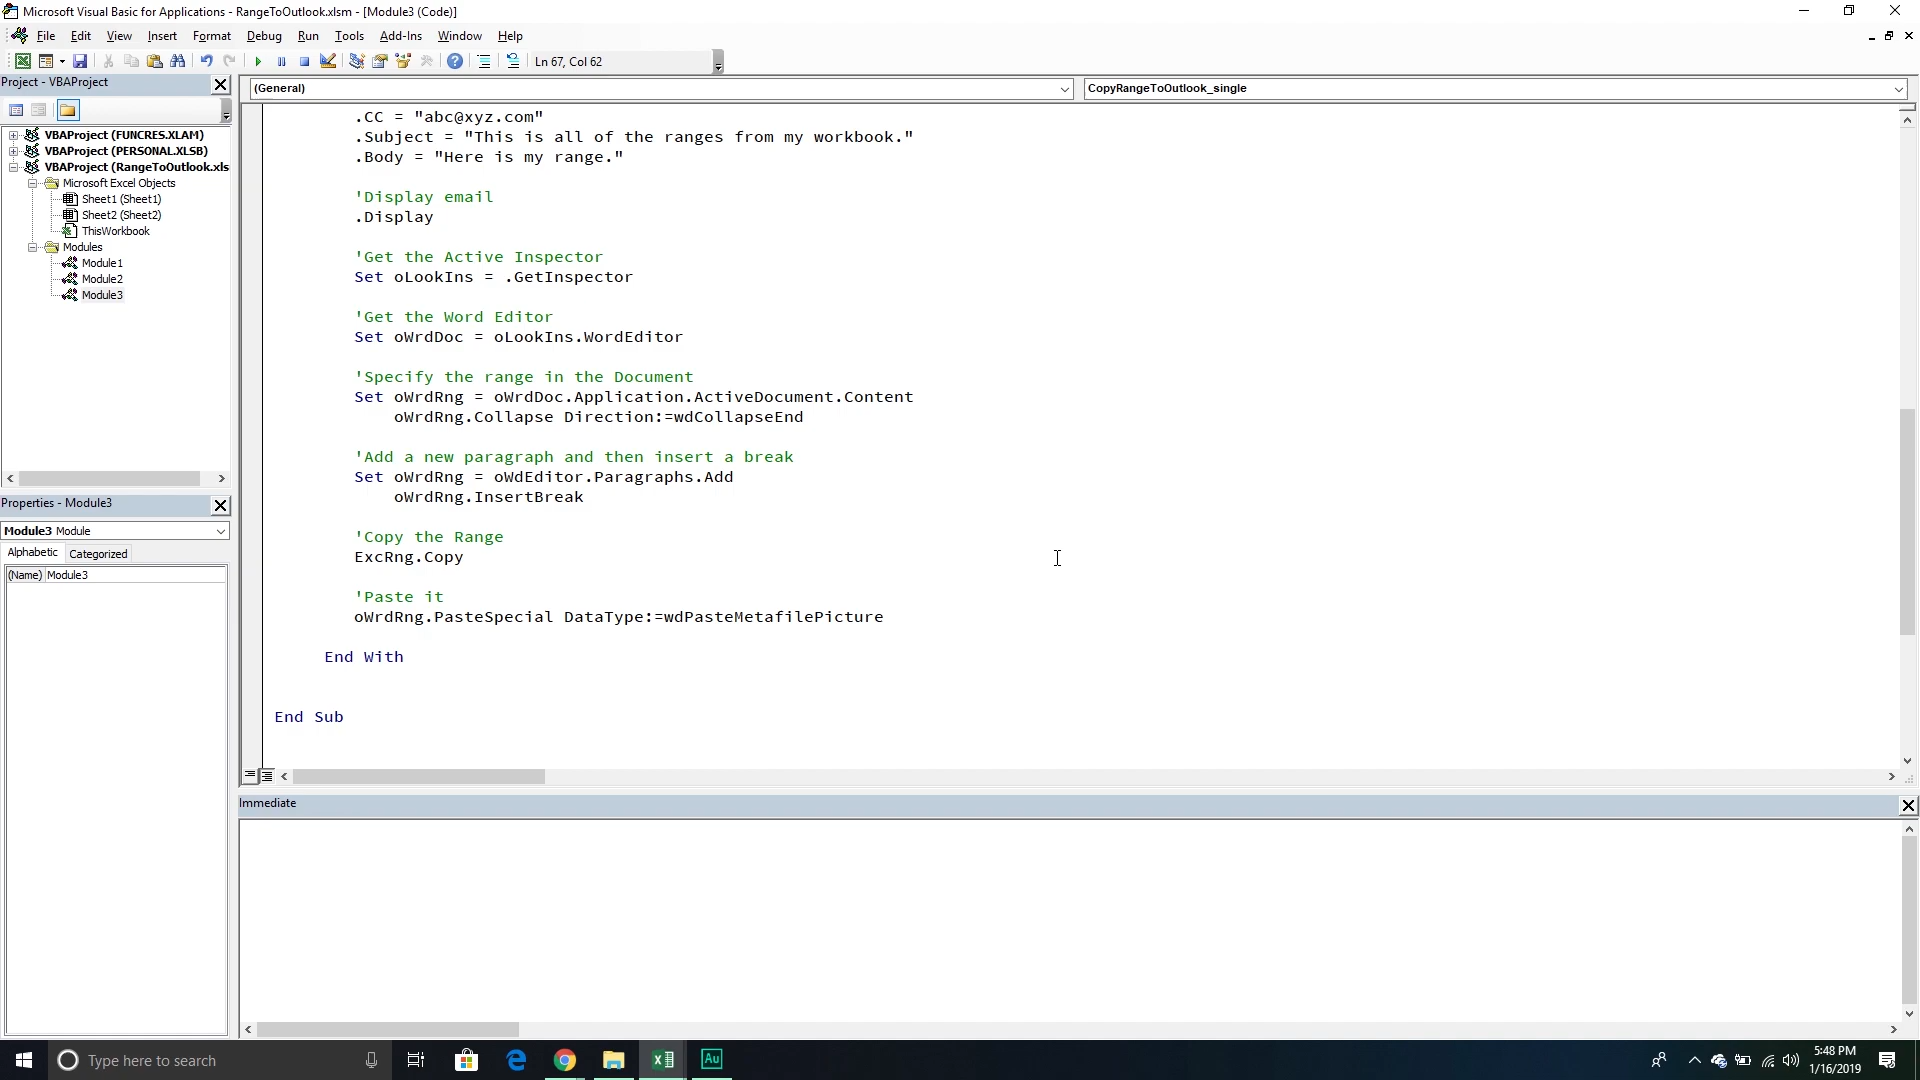 Microsoft Visual Basic for Applications - RangeToOutlook.xlsm - [Module3 (Code)]
File Edit View Insert Format Debug Run Tools Add-Ins Window Help
Ln 67, Col 62
Project - VBAProject
(General)
CopyRangeToOutlook_single
VBAProject (FUNCRES.XLAM)
VBAProject (PERSONAL.XLSB)
VBAProject (RangeToOutlook.xls
Microsoft Excel Objects
Sheet1 (Sheet1)
Sheet2 (Sheet2)
ThisWorkbook
Modules
Module1
Module2
Module3
Properties - Module3
Module3 Module
Alphabetic Categorized
(Name) Module3
.CC = "abc@xyz.com"
.Subject = "This is all of the ranges from my workbook."
.Body = "Here is my range."
'Display email
.Display
'Get the Active Inspector
Set oLookIns = .GetInspector
'Get the Word Editor
Set oWrdDoc = oLookIns.WordEditor
'Specify the range in the Document
Set oWrdRng = oWrdDoc.Application.ActiveDocument.Content
oWrdRng.Collapse Direction:=wdCollapseEnd
'Add a new paragraph and then insert a break
Set oWrdRng = oWdEditor.Paragraphs.Add
oWrdRng.InsertBreak
'Copy the Range
ExcRng.Copy
'Paste it
oWrdRng.PasteSpecial DataType:=wdPasteMetafilePicture
End With
End Sub
Immediate
Type here to search
Au
5:48 PM
1/16/2019